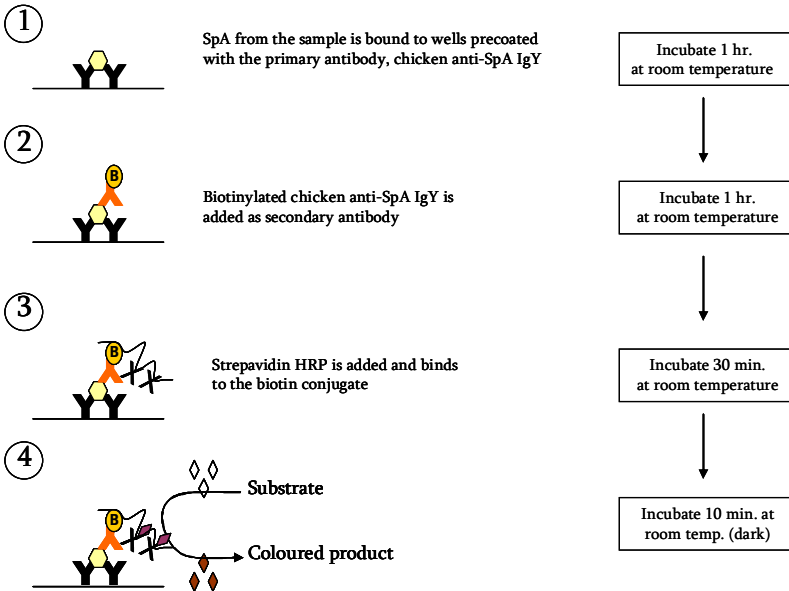 1
SpA from the sample is bound to wells precoated
with the primary antibody, chicken anti-SpA IgY
Incubate 1 hr.
at room temperature
2
B
Biotinylated chicken anti-SpA IgY is
added as secondary antibody
Incubate 1 hr.
at room temperature
3
B
Strepavidin HRP is added and binds
to the biotin conjugate
Incubate 30 min.
at room temperature
4
B
Substrate
Coloured product
Incubate 10 min. at
room temp. (dark)